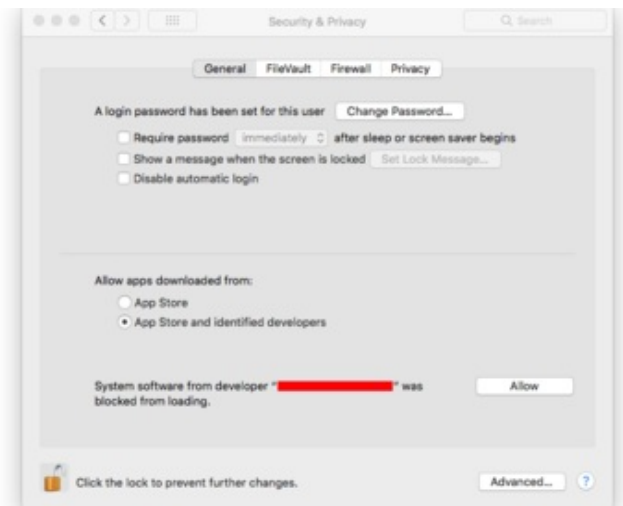 Security & Privacy
Search
General FileVault Firewall Privacy
A login password has been set for this user Change Password...
Require password immediately after sleep or screen saver begins
Show a message when the screen is locked Set Lock Message...
Disable automatic login
Allow apps downloaded from:
App Store
App Store and identified developers
System software from developer " " was Allow
blocked from loading.
Click the lock to prevent further changes. Advanced... ?